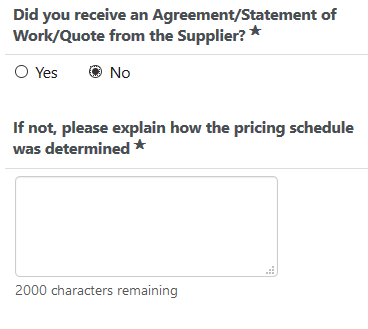 Did you receive an Agreement/Statement of
Work/Quote from the Supplier? ★
Yes No
If not, please explain how the pricing schedule
was determined ★
2000 characters remaining